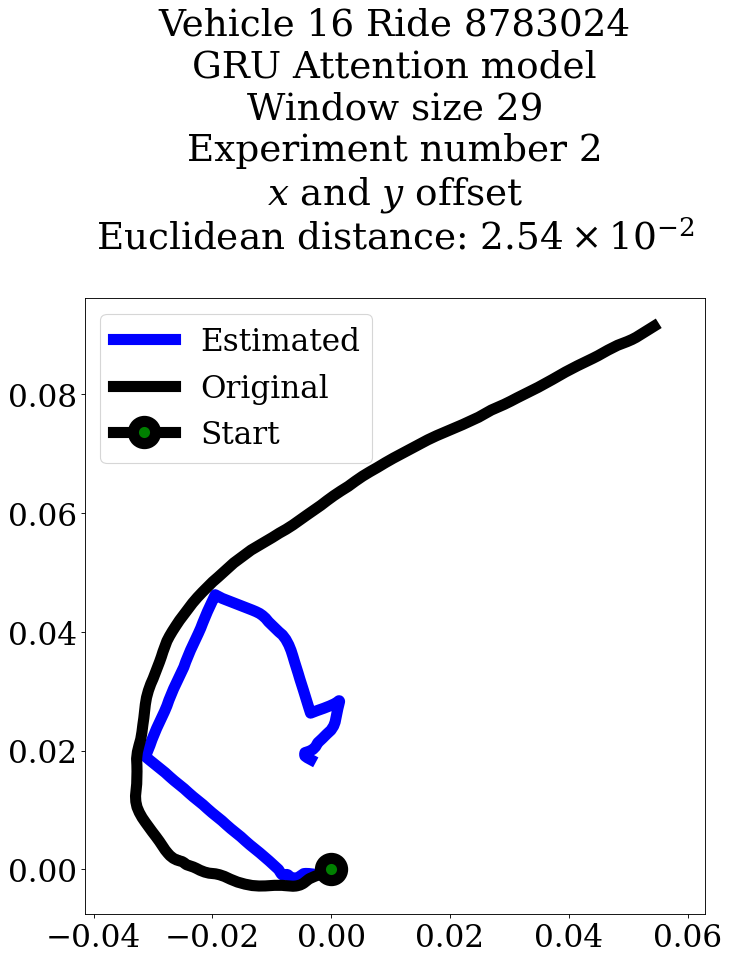 Vehicle 16 Ride 8783024
GRU Attention model
Window size 29
Experiment number 2
x and y offset
Euclidean distance: 2.54 × 10⁻²
Estimated
Original
Start
0.08
0.06
0.04
0.02
0.00
−0.04 −0.02 0.00 0.02 0.04 0.06